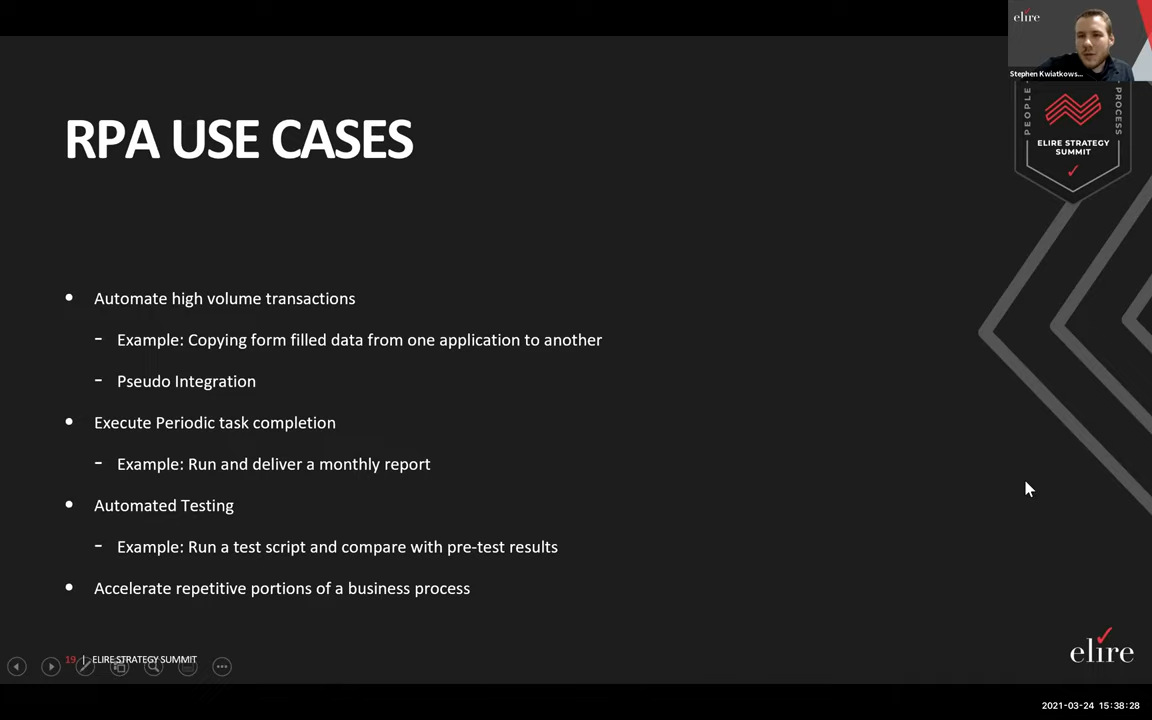 elire
Stephen Kwiatkows...
PEOPLE
PROCESS
ELIRE STRATEGY
SUMMIT
RPA USE CASES
• Automate high volume transactions
- Example: Copying form filled data from one application to another
- Pseudo Integration
• Execute Periodic task completion
- Example: Run and deliver a monthly report
• Automated Testing
- Example: Run a test script and compare with pre-test results
• Accelerate repetitive portions of a business process
19 | ELIRE STRATEGY SUMMIT
elire
2021-03-24 15:38:28